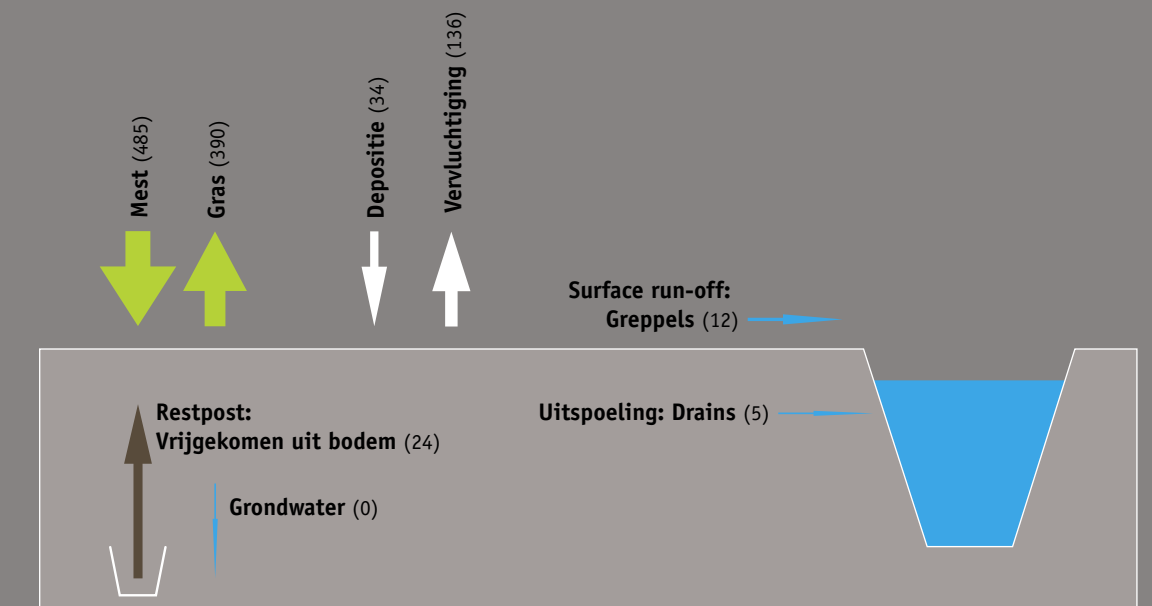 Mest (485)
Gras (390)
Depositie (34)
Vervluchtiging (136)
Surface run-off:
Greppels (12)
Restpost:
Vrijgekomen uit bodem (24)
Uitspoeling: Drains (5)
Grondwater (0)